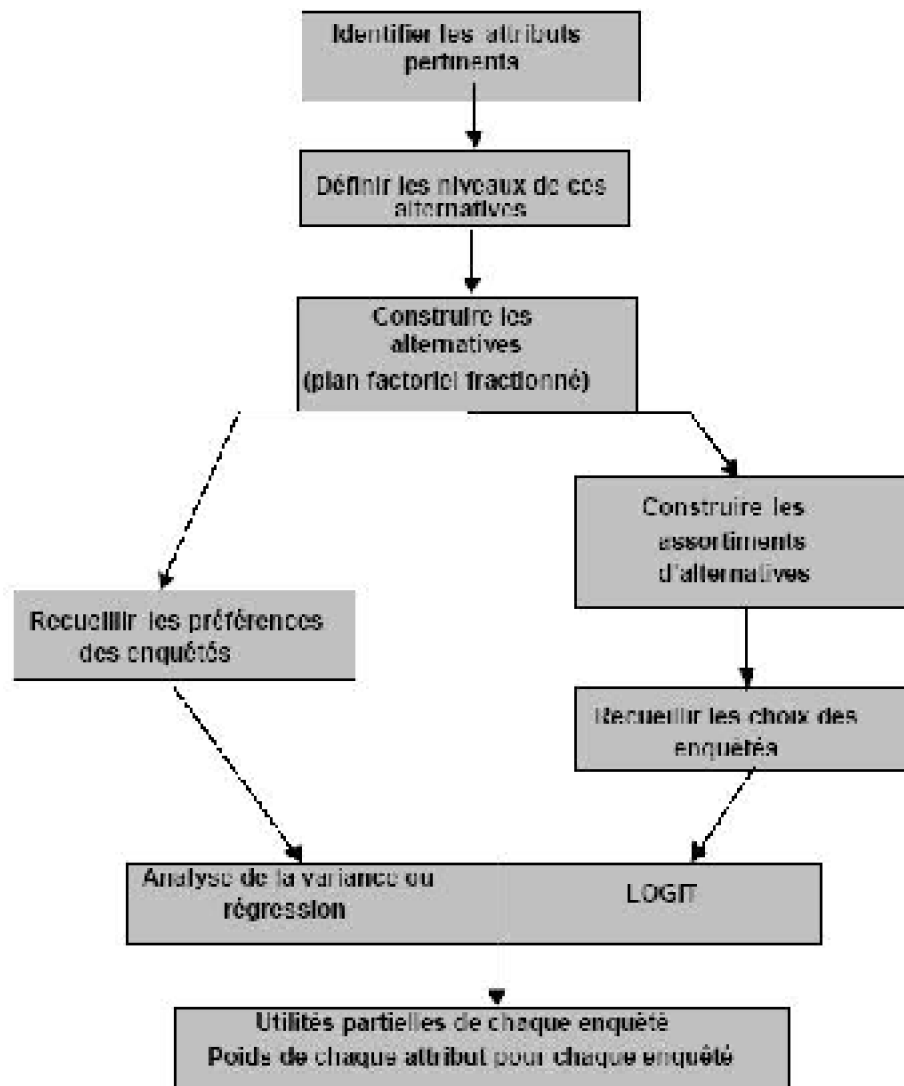 Identifier les attributs
pertinents
Définir les niveaux de ces
alternatives
Construire les
alternatives
(plan factoriel fractionné)
Construire les
assortiments
d'alternatives
Recueillir les préférences
des enquêtés
Recueillir les choix des
enquêtés
Analyse de la variance ou
régression
LOGIT
Utilités partielles de chaque enquêté
Poids de chaque attribut pour chaque enquêté